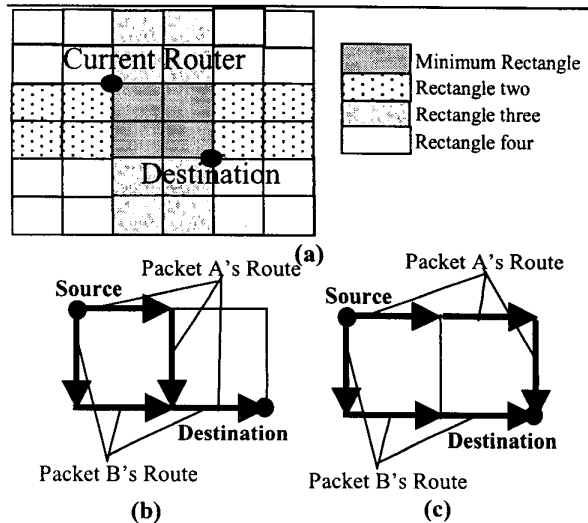 Current Router
Destination
Minimum Rectangle
Rectangle two
Rectangle three
Rectangle four
(a)
Packet A's Route
Source
Destination
Packet B's Route
(b)
Packet A's Route
Source
Destination
Packet B's Route
(c)